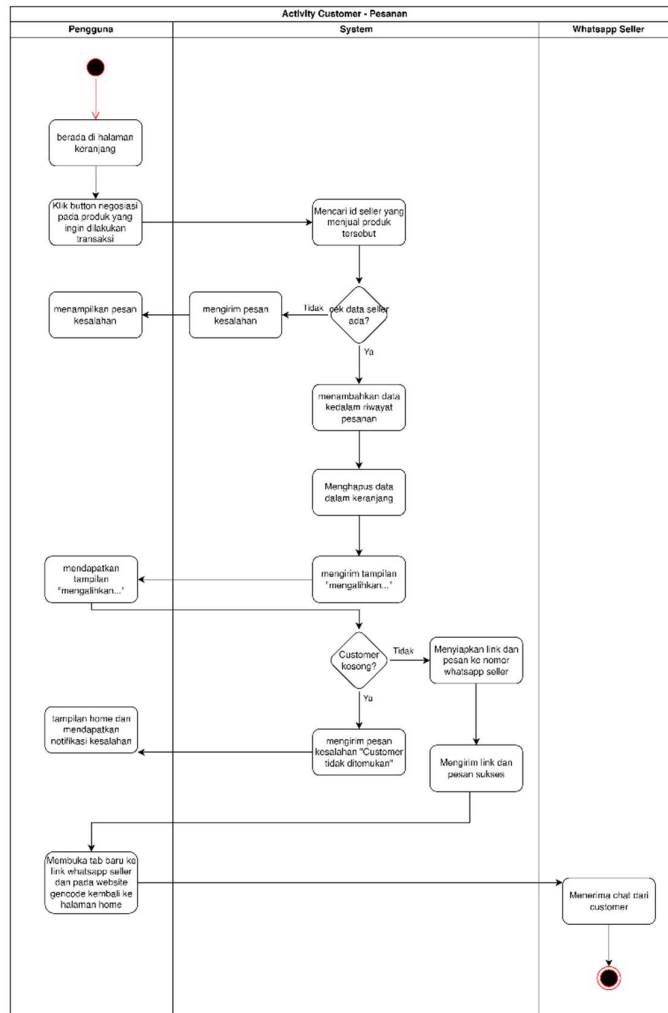 Activity Customer - Pesanan
Pengguna
System
Whatsapp Seller
berada di halaman
keranjang
Klik button negosiasi
pada produk yang
ingin dilakukan
transaksi
Mencari id seller yang
menjual produk
tersebut
cek data seller
ada?
Tidak
mengirim pesan
kesalahan
menampilkan pesan
kesalahan
Ya
menambahkan data
kedalam riwayat
pesanan
Menghapus data
dalam keranjang
mengirim tampilan
"mengalihkan..."
mendapatkan
tampilan
"mengalihkan..."
Customer
kosong?
Tidak
Menyiapkan link dan
pesan ke nomor
whatsapp seller
Ya
mengirim pesan
kesalahan "Customer
tidak ditemukan"
tampilan home dan
mendapatkan
notifikasi kesalahan
Mengirim link dan
pesan sukses
Membuka tab baru ke
link whatsapp seller
dan pada website
gencode kembali ke
halaman home
Menerima chat dari
customer